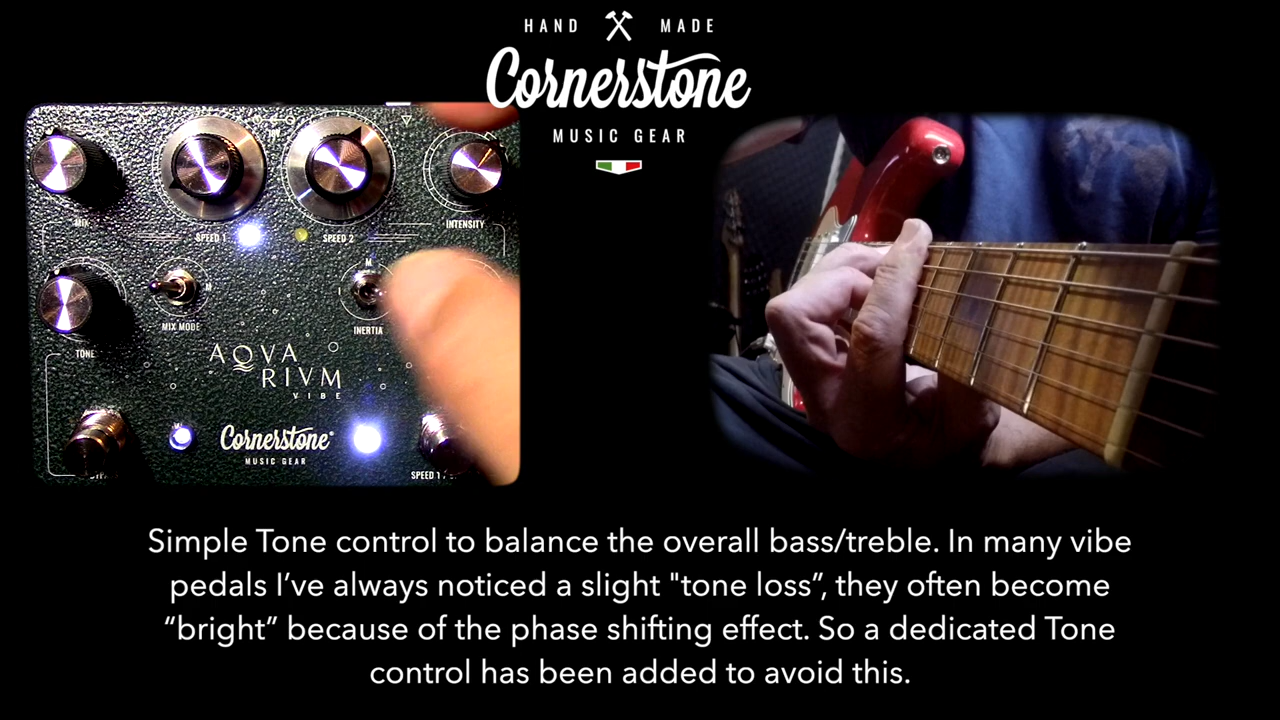 HAND MADE
Cornerstone
MUSIC GEAR
MIX
SPEED 1
SPEED 2
INTENSITY
MIX MODE
M
INERTIA
TONE
AQVA
RIVM
VIBE
Cornerstone
MUSIC GEAR
SPEED 1
Simple Tone control to balance the overall bass/treble. In many vibe
pedals I’ve always noticed a slight "tone loss”, they often become
“bright” because of the phase shifting effect. So a dedicated Tone
control has been added to avoid this.